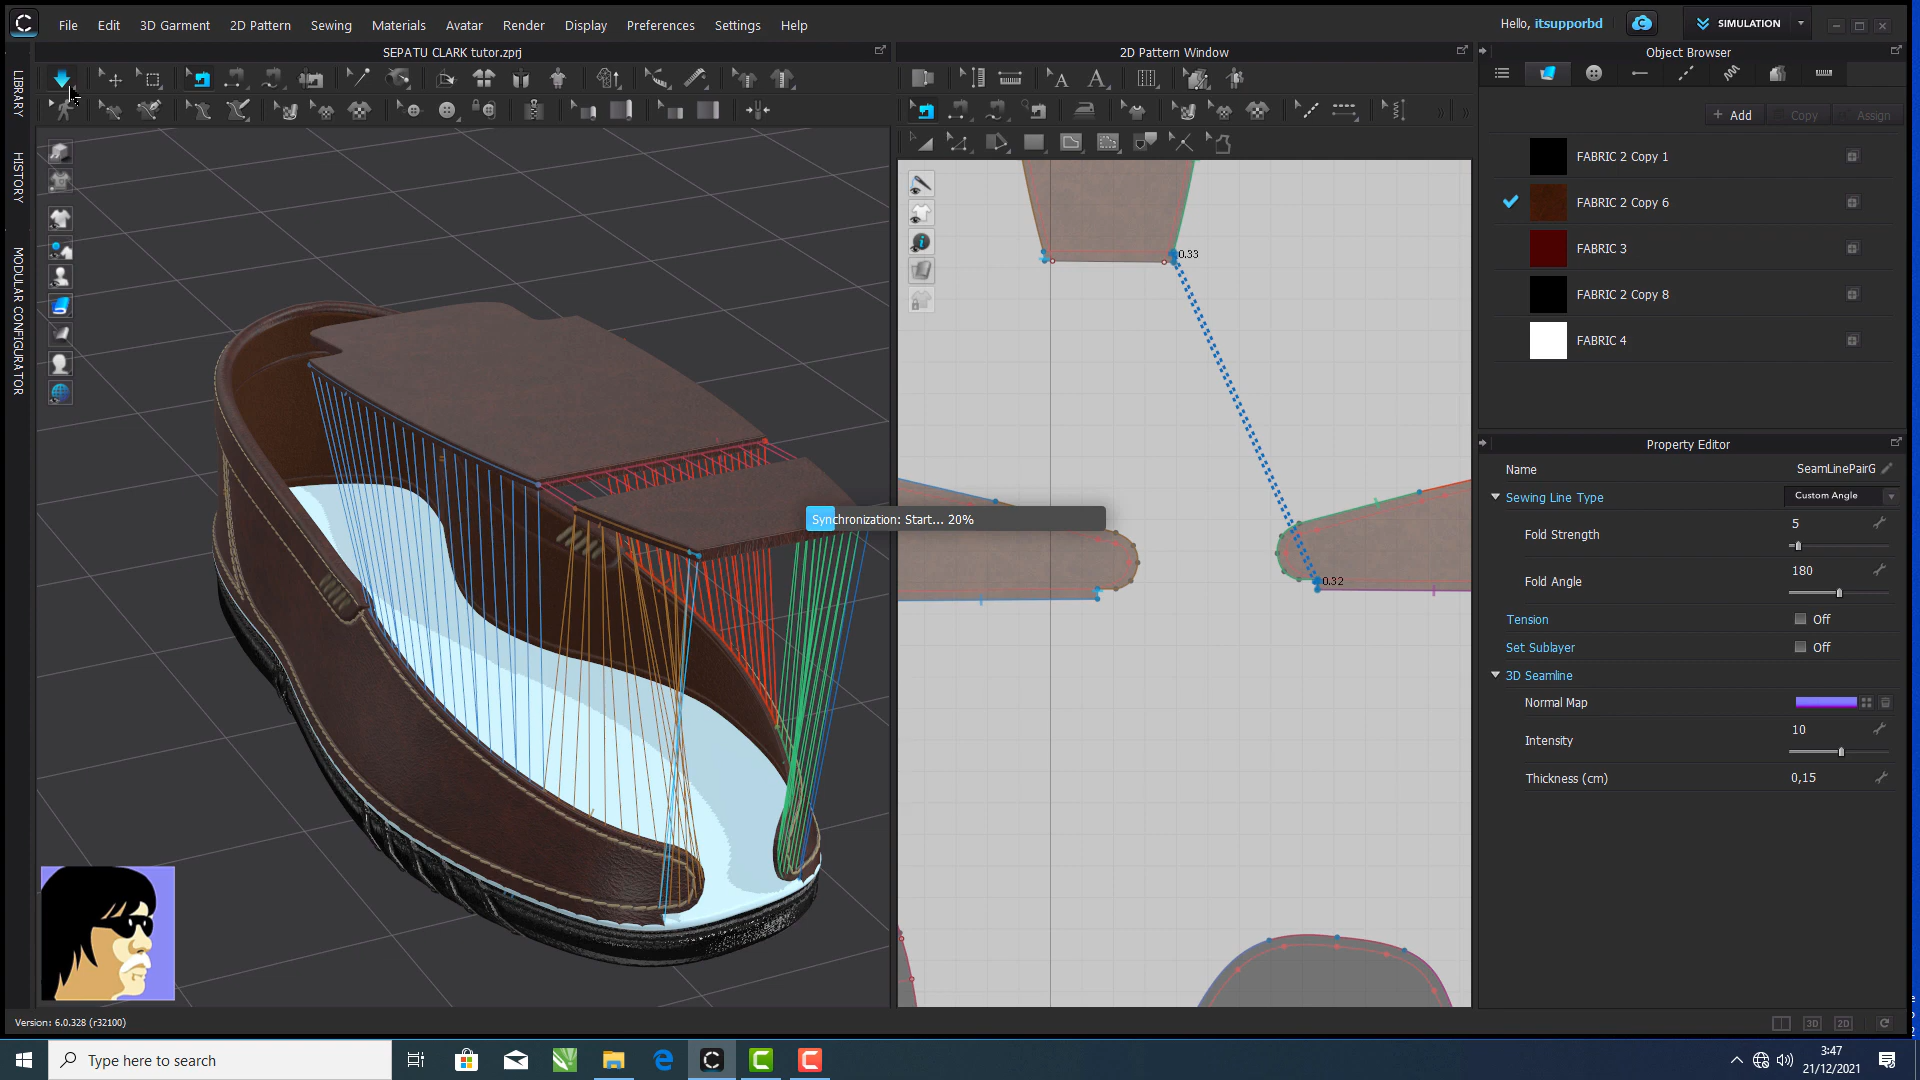 File Edit 3D Garment 2D Pattern Sewing Materials Avatar Render Display Preferences Settings Help
Hello, itsupporbd
SIMULATION
SEPATU CLARK tutor.zprj
2D Pattern Window
Object Browser
LIBRARY
HISTORY
MODULAR CONFIGURATOR
+ Add Copy Assign
FABRIC 2 Copy 1
FABRIC 2 Copy 6
FABRIC 3
FABRIC 2 Copy 8
FABRIC 4
0.33
0.32
Synchronization: Start... 20%
Property Editor
Name SeamLinePairG
Sewing Line Type Custom Angle
Fold Strength 5
Fold Angle 180
Tension Off
Set Sublayer Off
3D Seamline
Normal Map
Intensity 10
Thickness (cm) 0,15
Version: 6.0.328 (r32100)
3D 2D
Type here to search
3:47
21/12/2021